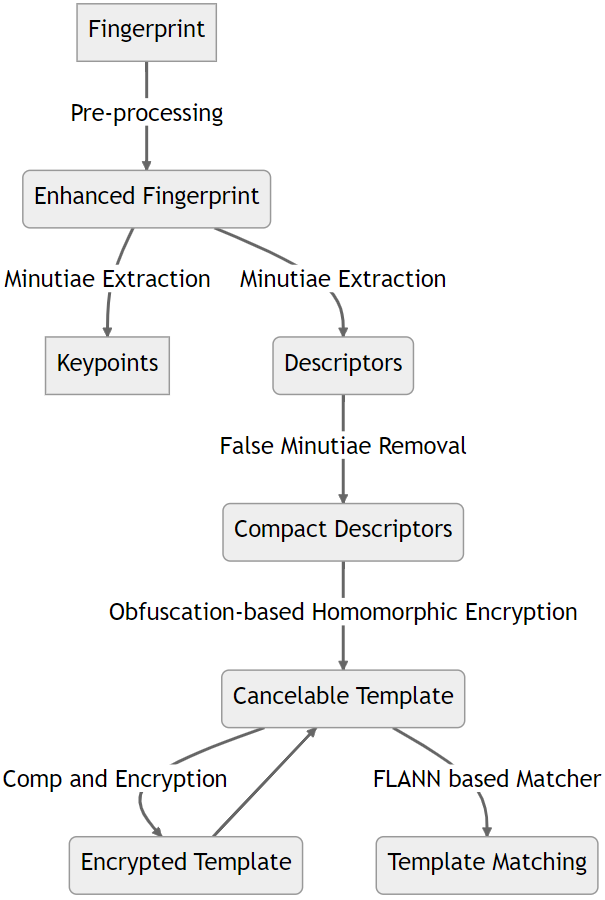 Fingerprint
Pre-processing
Enhanced Fingerprint
Minutiae Extraction
Minutiae Extraction
Keypoints
Descriptors
False Minutiae Removal
Compact Descriptors
Obfuscation-based Homomorphic Encryption
Cancelable Template
Comp and Encryption
FLANN based Matcher
Encrypted Template
Template Matching